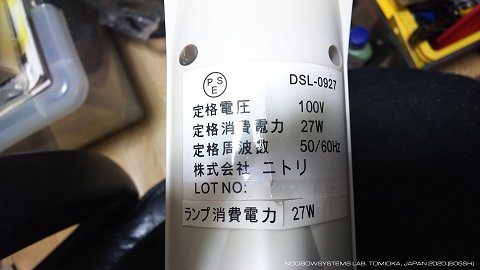 PSE
DSL-0927
定格電圧 100V
定格消費電力 27W
定格周波数 50/60Hz
株式会社 ニトリ
LOT NO:
ランプ消費電力 27W
NOOBOWSYSTEMS LAB. TOMIOKA, JAPAN 2020 (6058H)